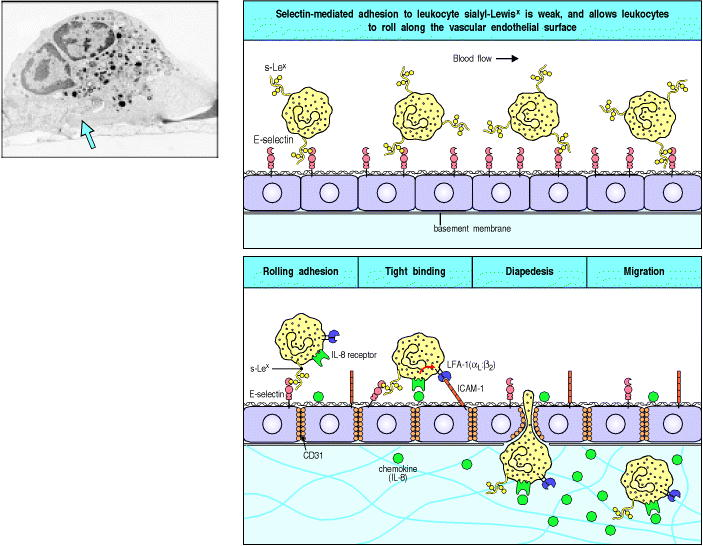 Selectin-mediated adhesion to leukocyte sialyl-Lewisˣ is weak, and allows leukocytes
to roll along the vascular endothelial surface
s-Leˣ
Blood flow
E-selectin
basement membrane
Rolling adhesion
Tight binding
Diapedesis
Migration
IL-8 receptor
LFA-1(αL:β2)
s-Leˣ
ICAM-1
E-selectin
CD31
chemokine
(IL-8)